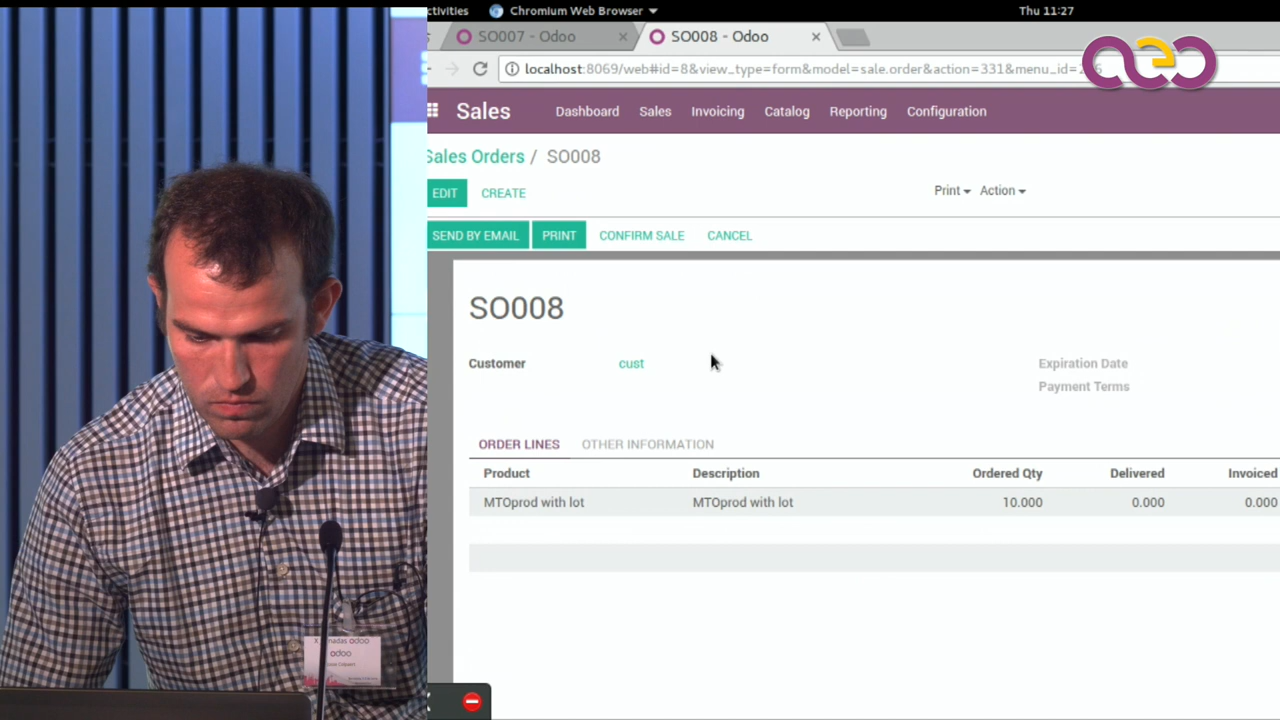 ctivities
Chromium Web Browser
Thu 11:27
SO007 - Odoo
SO008 - Odoo
localhost:8069/web#id=8&view_type=form&model=sale.order&action=331&menu_id=
Sales
Dashboard
Sales
Invoicing
Catalog
Reporting
Configuration
Sales Orders / SO008
EDIT
CREATE
Print
Action
SEND BY EMAIL
PRINT
CONFIRM SALE
CANCEL
SO008
Customer
cust
Expiration Date
Payment Terms
ORDER LINES
OTHER INFORMATION
Product Description Ordered Qty Delivered Invoiced
MTOprod with lot MTOprod with lot 10.000 0.000 0.000
odoo
odoo